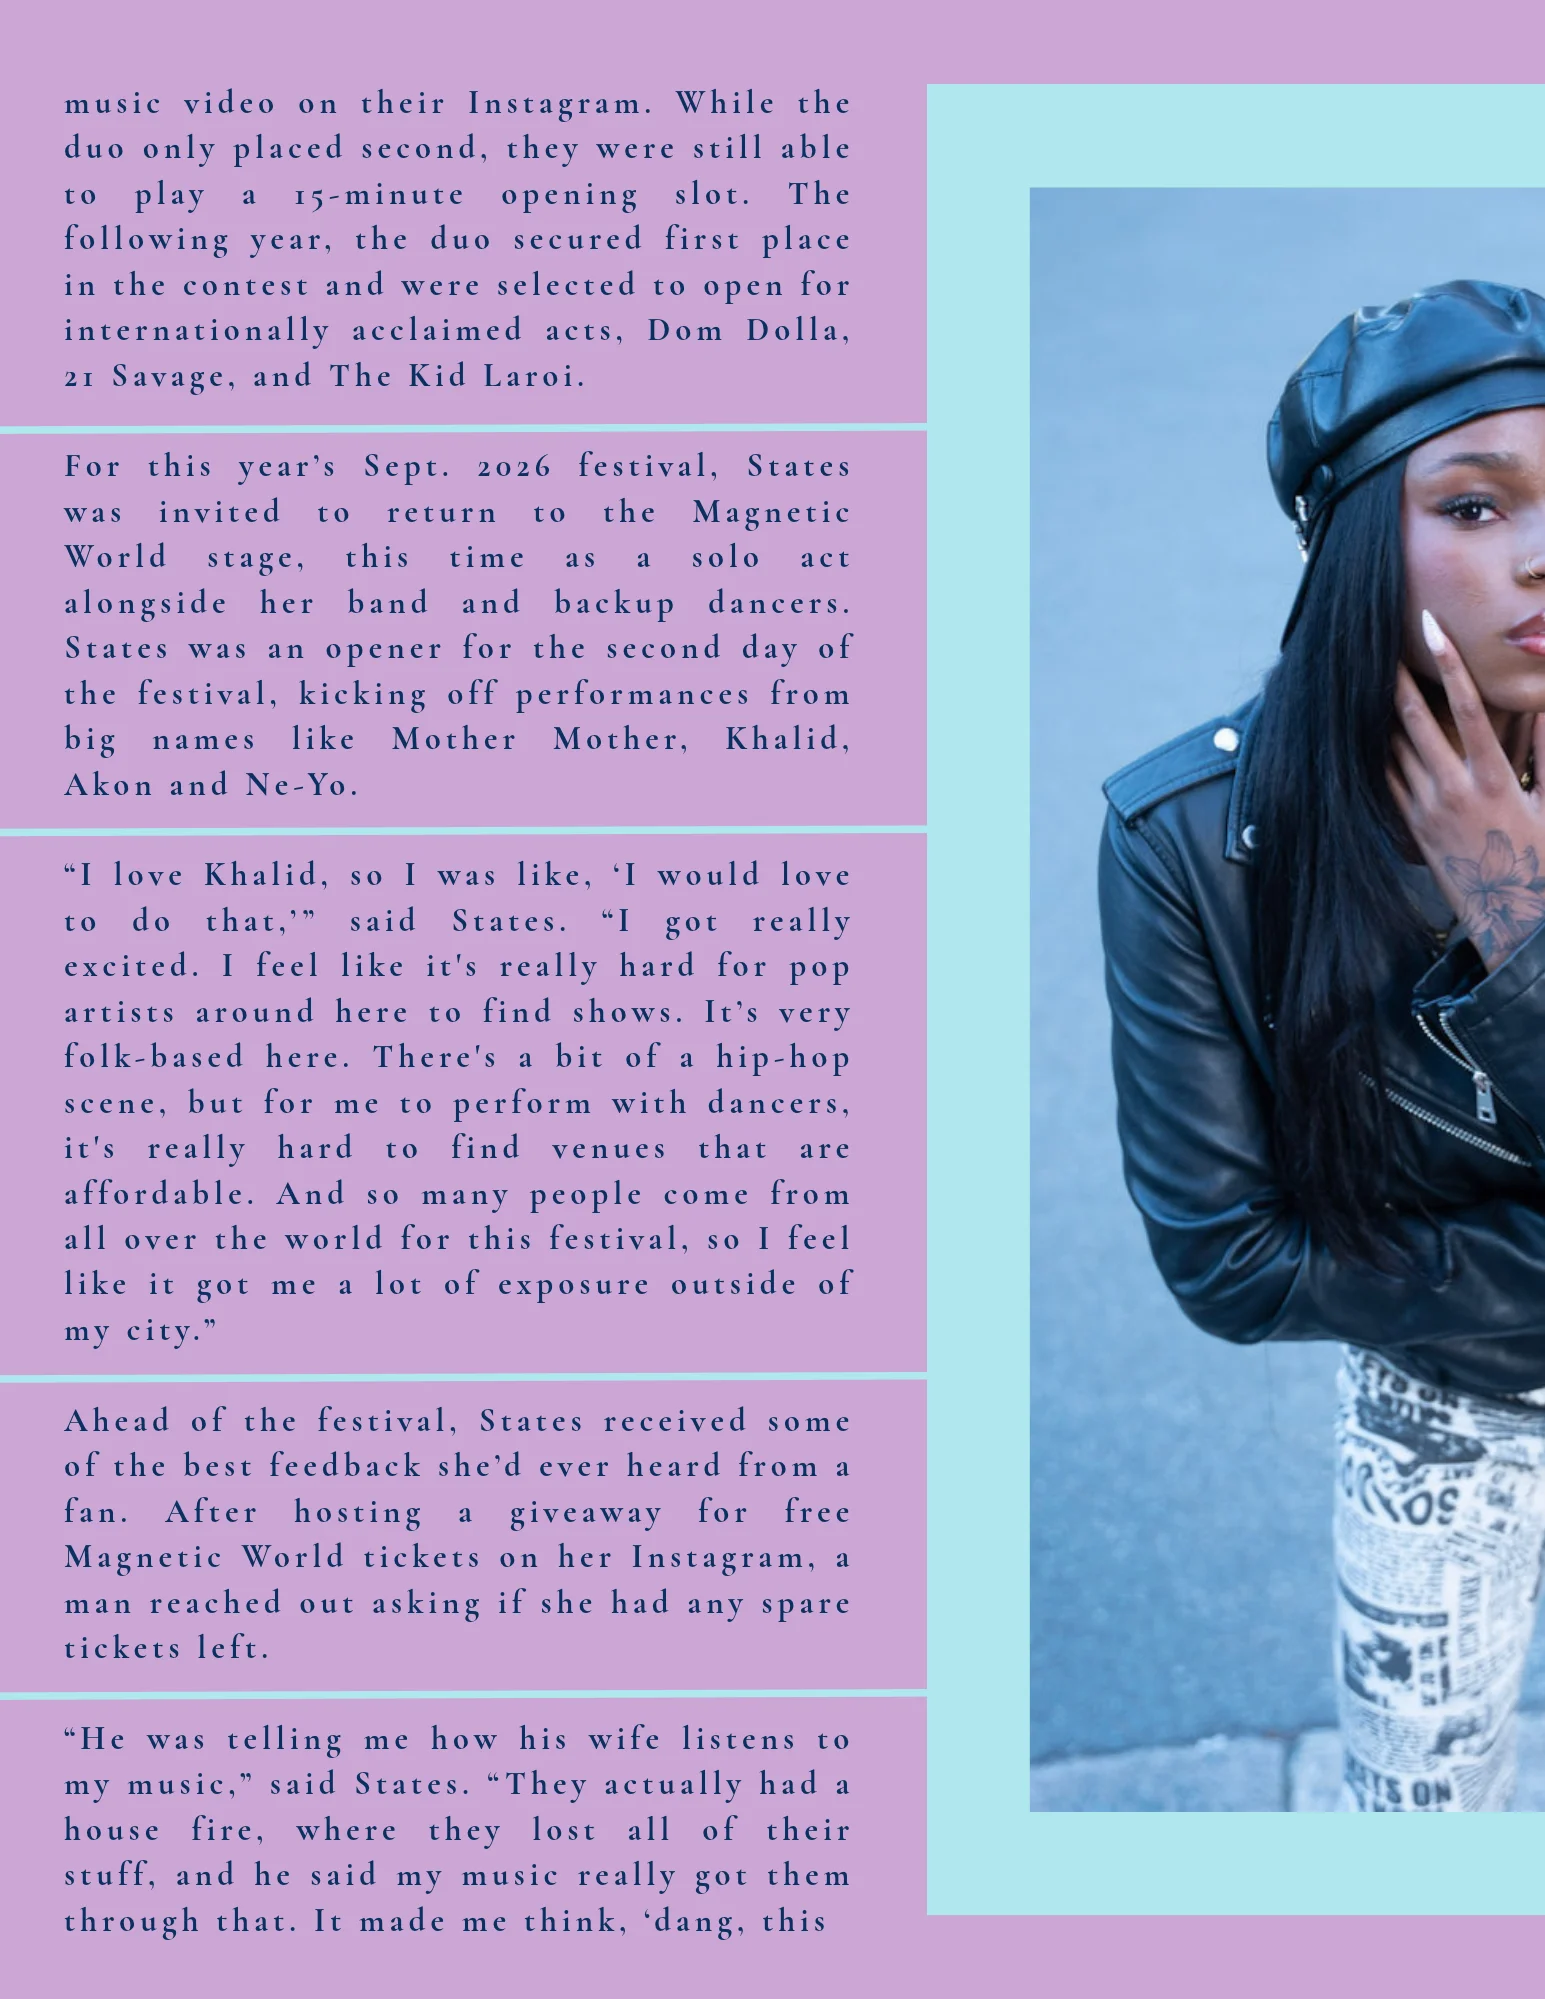 music video on their Instagram. While the
duo only placed second, they were still able
to play a 15-minute opening slot. The
following year, the duo secured first place
in the contest and were selected to open for
internationally acclaimed acts, Dom Dolla,
21 Savage, and The Kid Laroi.
For this year’s Sept. 2026 festival, States
was invited to return to the Magnetic
World stage, this time as a solo act
alongside her band and backup dancers.
States was an opener for the second day of
the festival, kicking off performances from
big names like Mother Mother, Khalid,
Akon and Ne-Yo.
“I love Khalid, so I was like, ‘I would love
to do that,’” said States. “I got really
excited. I feel like it's really hard for pop
artists around here to find shows. It’s very
folk-based here. There's a bit of a hip-hop
scene, but for me to perform with dancers,
it's really hard to find venues that are
affordable. And so many people come from
all over the world for this festival, so I feel
like it got me a lot of exposure outside of
my city.”
Ahead of the festival, States received some
of the best feedback she’d ever heard from a
fan. After hosting a giveaway for free
Magnetic World tickets on her Instagram, a
man reached out asking if she had any spare
tickets left.
“He was telling me how his wife listens to
my music,” said States. “They actually had a
house fire, where they lost all of their
stuff, and he said my music really got them
through that. It made me think, ‘dang, this